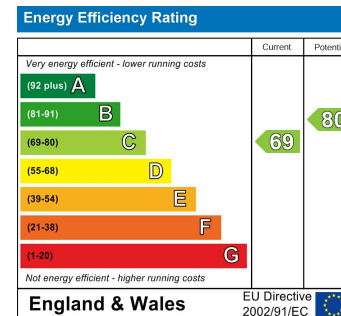 Energy Efficiency Rating
Current
Potenti
Very energy efficient - lower running costs
(92 plus) A
(81-91) B
80
(69-80) C
69
(55-68) D
(39-54) E
(21-38) F
(1-20) G
Not energy efficient - higher running costs
England & Wales
EU Directive
2002/91/EC